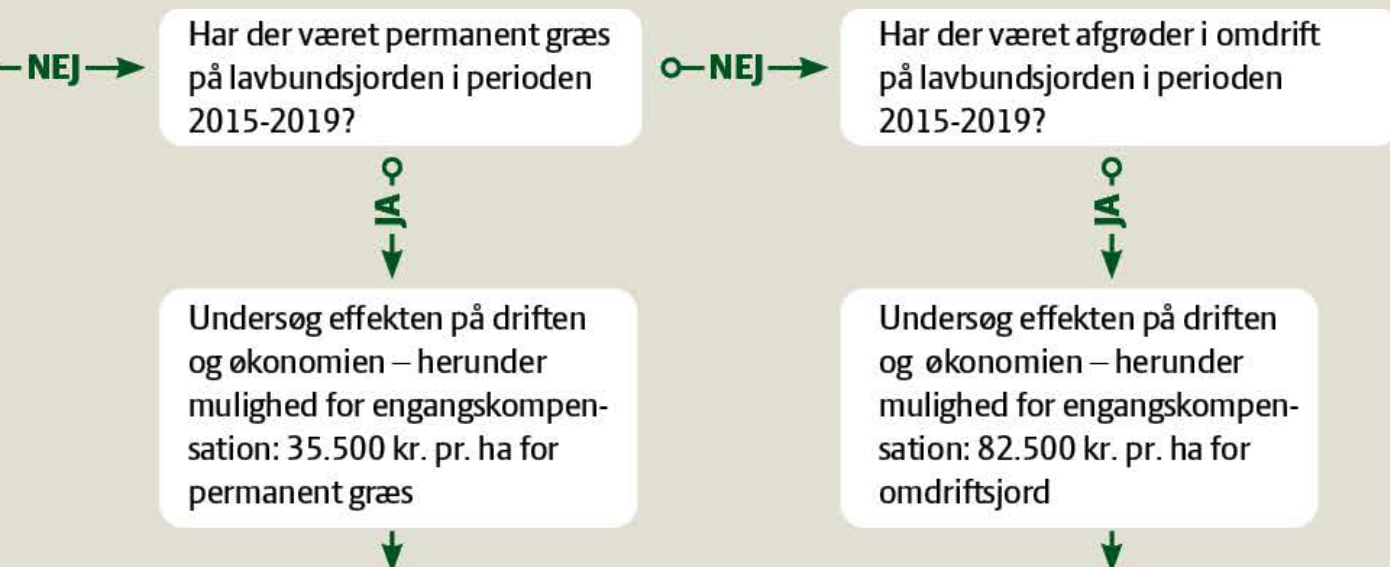 NEJ
Har der været permanent græs
på lavbundsjorden i perioden
2015-2019?
NEJ
Har der været afgrøder i omdrift
på lavbundsjorden i perioden
2015-2019?
JA
JA
Undersøg effekten på driften
og økonomien – herunder
mulighed for engangskompen-
sation: 35.500 kr. pr. ha for
permanent græs
Undersøg effekten på driften
og økonomien – herunder
mulighed for engangskompen-
sation: 82.500 kr. pr. ha for
omdriftsjord